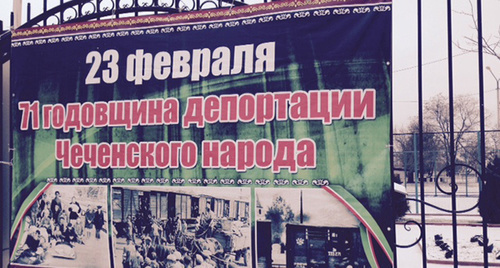 23 февраля
71 годовщина депортации
Чеченского народа